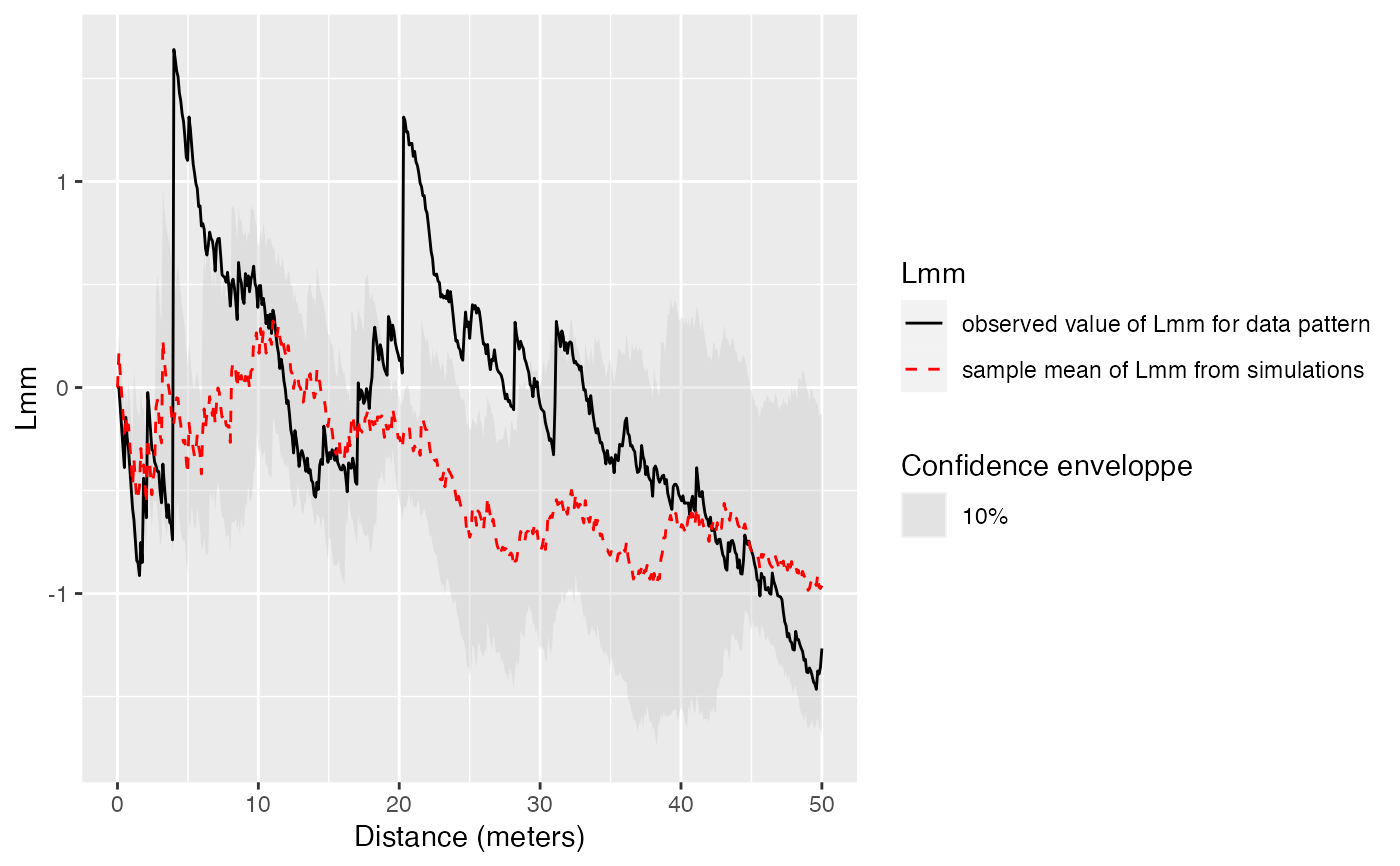 1
0
-1
Lmm
0
10
20
30
40
50
Distance (meters)
Lmm
observed value of Lmm for data pattern
sample mean of Lmm from simulations
Confidence enveloppe
10%